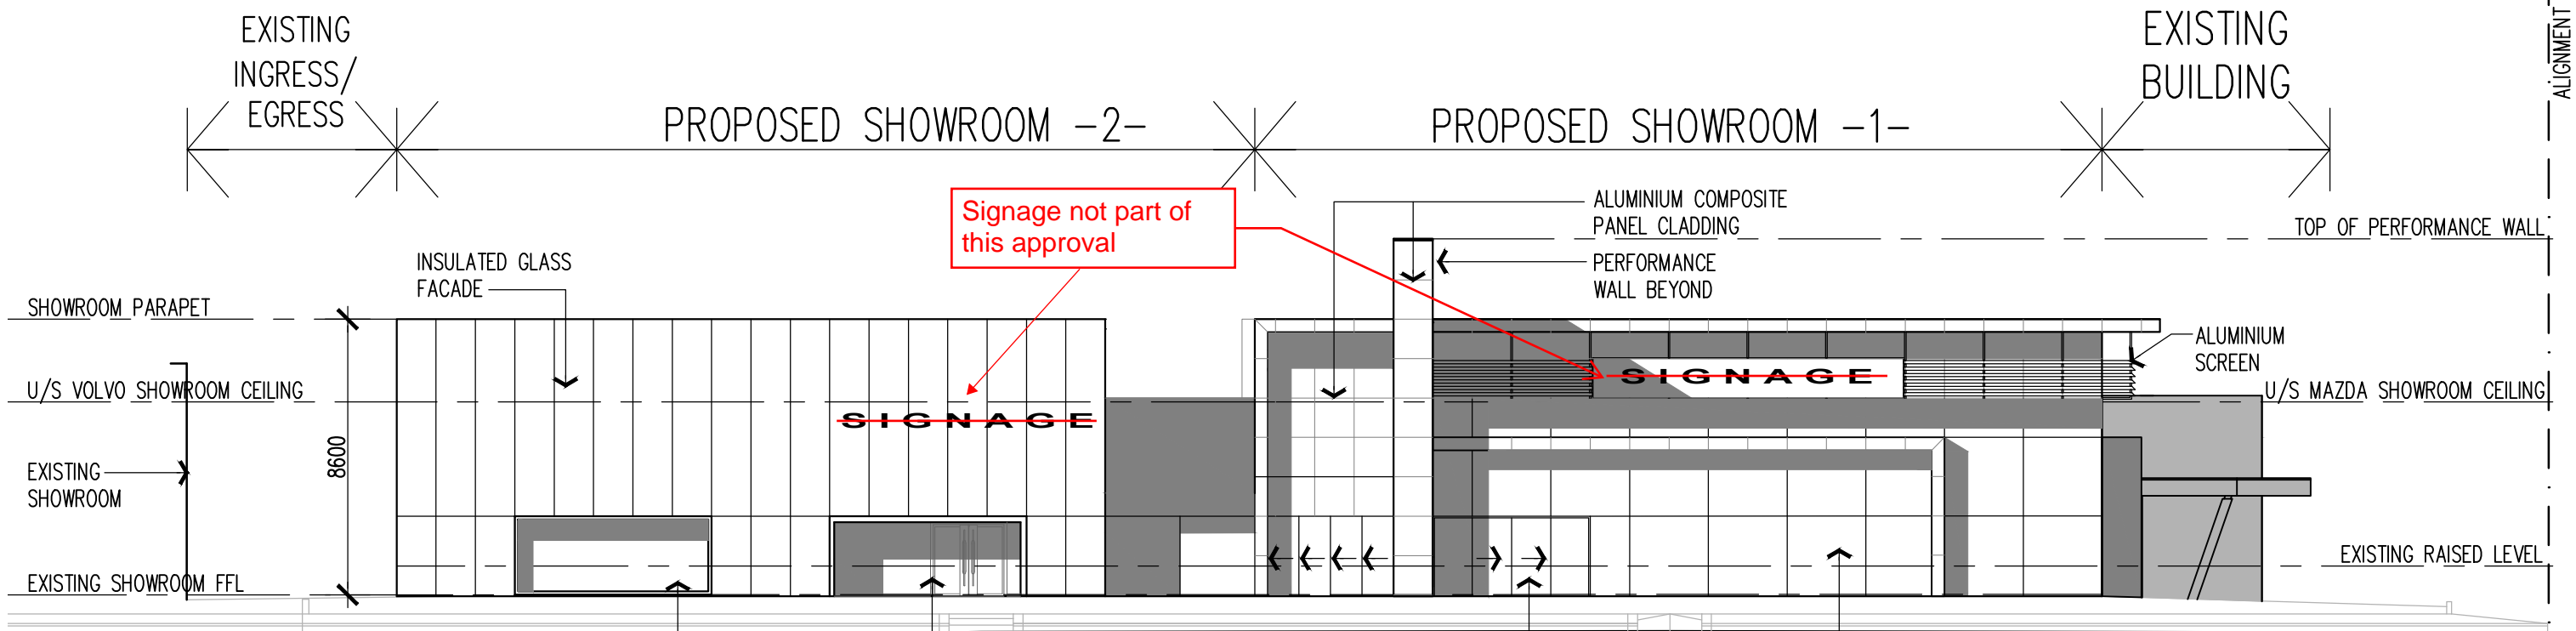 EXISTING
INGRESS/
EGRESS
PROPOSED SHOWROOM -2-
PROPOSED SHOWROOM -1-
EXISTING
BUILDING
ALIGNMENT
Signage not part of
this approval
ALUMINIUM COMPOSITE
PANEL CLADDING
TOP OF PERFORMANCE WALL
PERFORMANCE
WALL BEYOND
INSULATED GLASS
FACADE
SHOWROOM PARAPET
ALUMINIUM
SCREEN
U/S VOLVO SHOWROOM CEILING
SIGNAGE
SIGNAGE
U/S MAZDA SHOWROOM CEILING
8600
EXISTING
SHOWROOM
EXISTING RAISED LEVEL
EXISTING SHOWROOM FFL